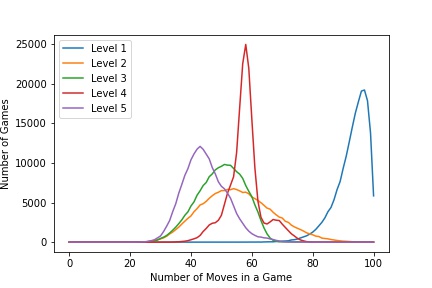 25000
20000
15000
10000
5000
0
Number of Games
Level 1
Level 2
Level 3
Level 4
Level 5
0 20 40 60 80 100
Number of Moves in a Game